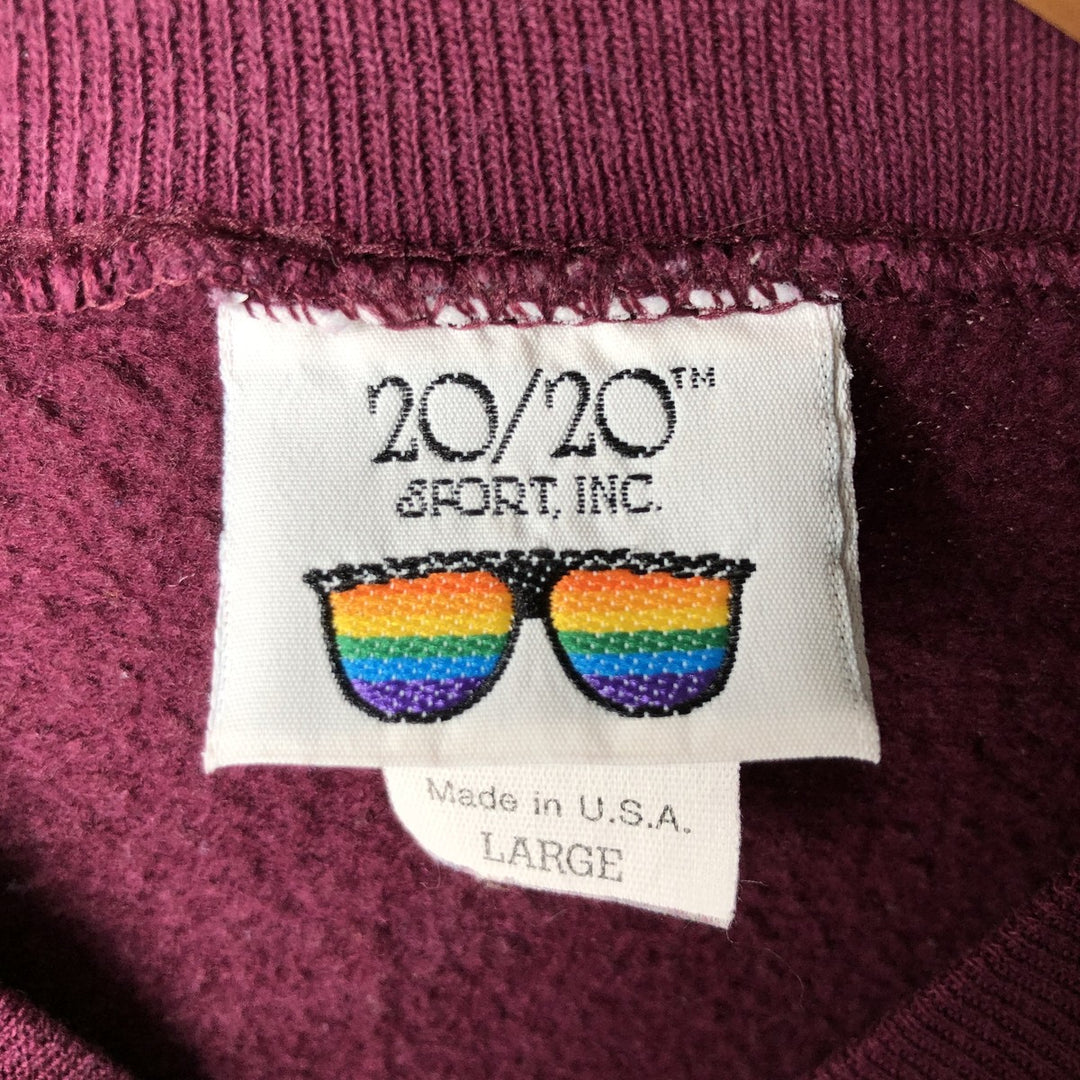 20/20™
SPORT, INC.
Made in U.S.A.
LARGE